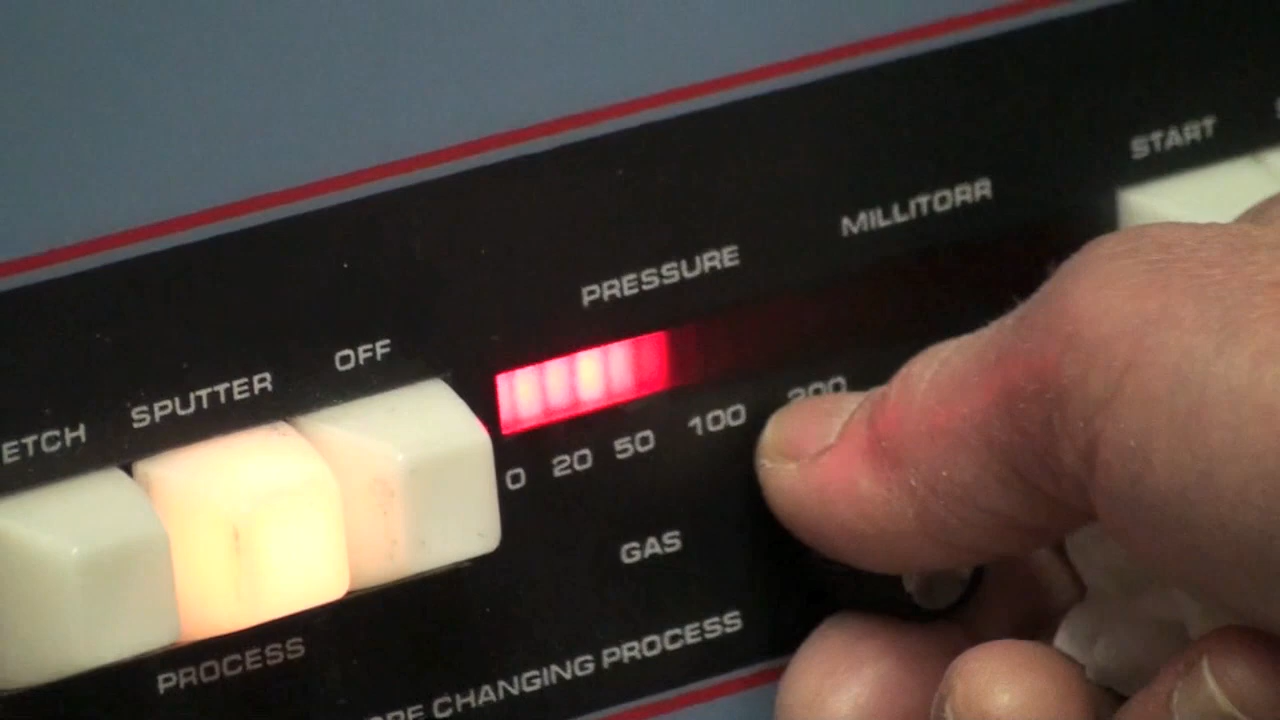 START
MILLITORR
PRESSURE
OFF
SPUTTER
ETCH
0 20 50 100 200
GAS
PROCESS
CHANGING PROCESS